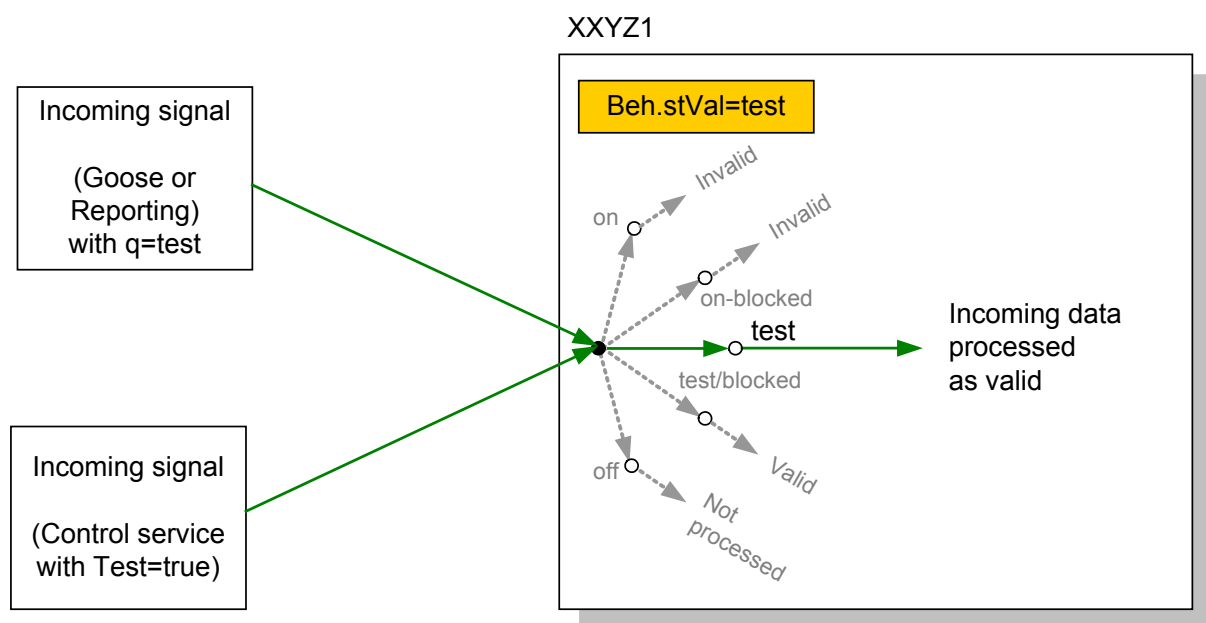 XXYZ1
Incoming signal
(Goose or
Reporting)
with q=test
Beh.stVal=test
on
Invalid
Invalid
on-blocked
test
Incoming data
processed
as valid
test/blocked
Valid
off
Not
processed
Incoming signal
(Control service
with Test=true)